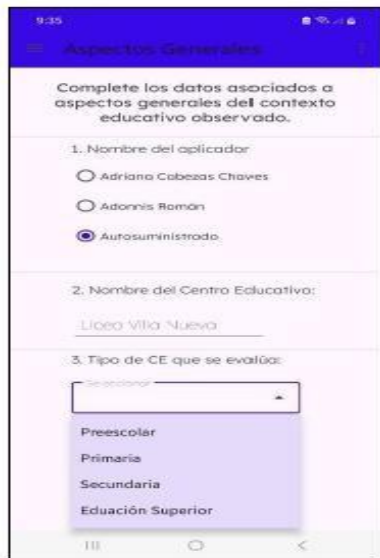 9:35
Aspectos Generales
Complete los datos asociados a
aspectos generales del contexto
educativo observado.
1. Nombre del aplicador
Adriana Cabezas Chaves
Adonnis Román
Autosuministrado
2. Nombre del Centro Educativo:
Liceo Villa Nueva
3. Tipo de CE que se evalúa:
Seleccionar
Preescolar
Primaria
Secundaria
Eduación Superior